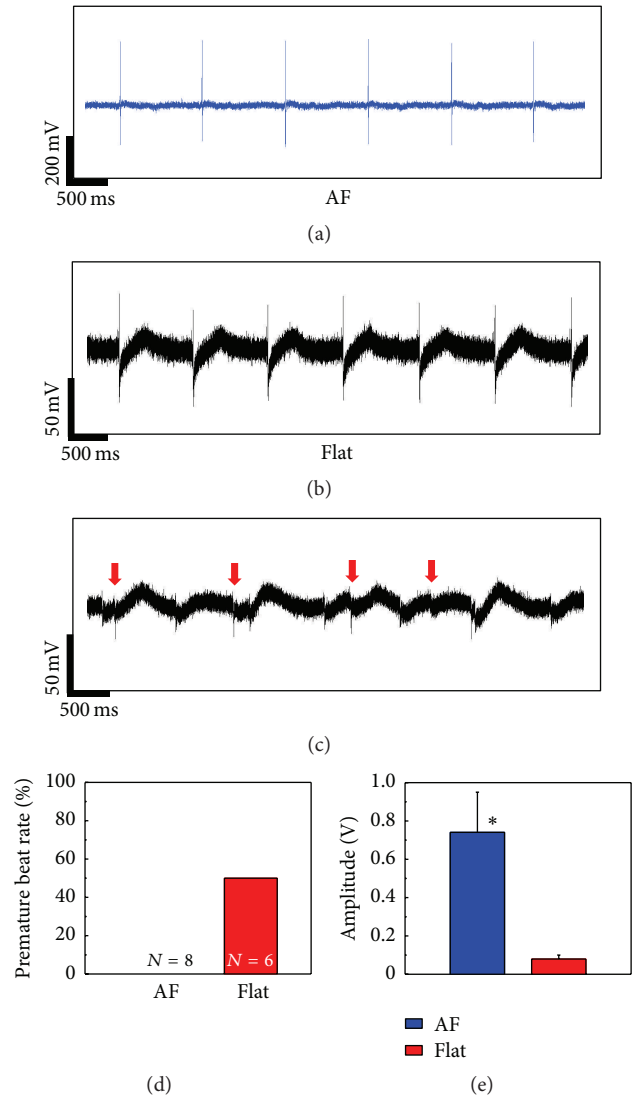 200 mV
500 ms
AF
(a)
50 mV
500 ms
Flat
(b)
50 mV
500 ms
(c)
Premature beat rate (%)
100
80
60
40
20
0
N = 8
N = 6
AF
Flat
(d)
Amplitude (V)
1.0
0.8
0.6
0.4
0.2
0
*
AF
Flat
(e)